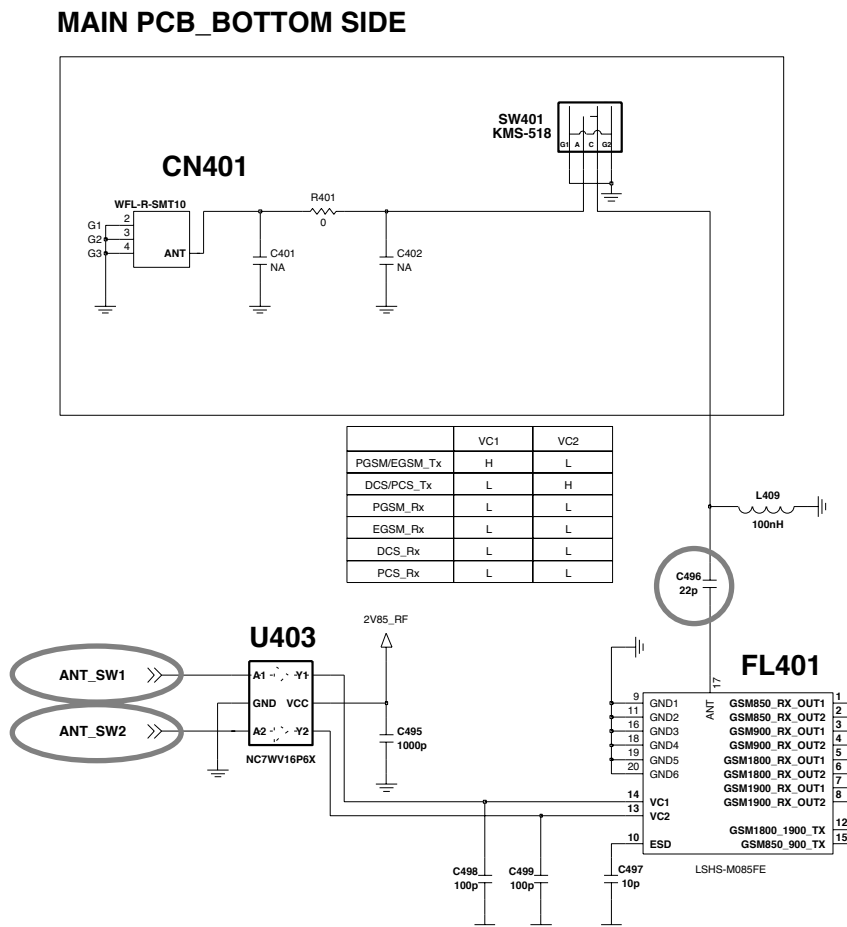 MAIN PCB_BOTTOM SIDE
SW401
KMS-518
G1 A C G2
CN401
WFL-R-SMT10
G1 2
G2 3
G3 4
ANT
R401
0
C401
NA
C402
NA
VC1 VC2
PGSM/EGSM_Tx H L
DCS/PCS_Tx L H
PGSM_Rx L L
EGSM_Rx L L
DCS_Rx L L
PCS_Rx L L
L409
100nH
C496
22p
2V85_RF
U403
ANT_SW1
ANT_SW2
A1 Y1
GND VCC
A2 Y2
NC7WV16P6X
C495
1000p
FL401
17
ANT
9 GND1
11 GND2
16 GND3
18 GND4
19 GND5
20 GND6
14 VC1
13 VC2
10 ESD
GSM850_RX_OUT1 1
GSM850_RX_OUT2 2
GSM900_RX_OUT1 3
GSM900_RX_OUT2 4
GSM1800_RX_OUT1 5
GSM1800_RX_OUT2 6
GSM1900_RX_OUT1 7
GSM1900_RX_OUT2 8
GSM1800_1900_TX 12
GSM850_900_TX 15
LSHS-M085FE
C498
100p
C499
100p
C497
10p